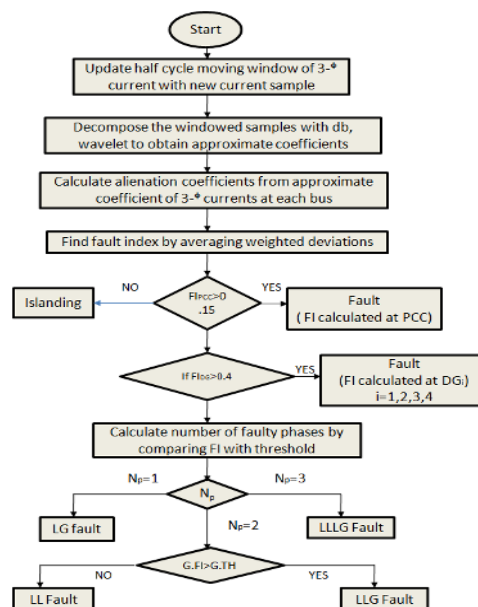 Start
Update half cycle moving window of 3-ᶲ
current with new current sample
Decompose the windowed samples with db,
wavelet to obtain approximate coefficients
Calculate alienation coefficients from approximate
coefficient of 3-ᶲ currents at each bus
Find fault index by averaging weighted deviations
NO
YES
Islanding
FIPCC>0
.15
Fault
( FI calculated at PCC)
If FIDG>0.4
YES
Fault
(FI calculated at DGi)
i=1,2,3,4
Calculate number of faulty phases by
comparing FI with threshold
Np=1
Np=3
Np
LG fault
LLLG Fault
Np=2
G.FI>G.TH
NO
YES
LL Fault
LLG Fault